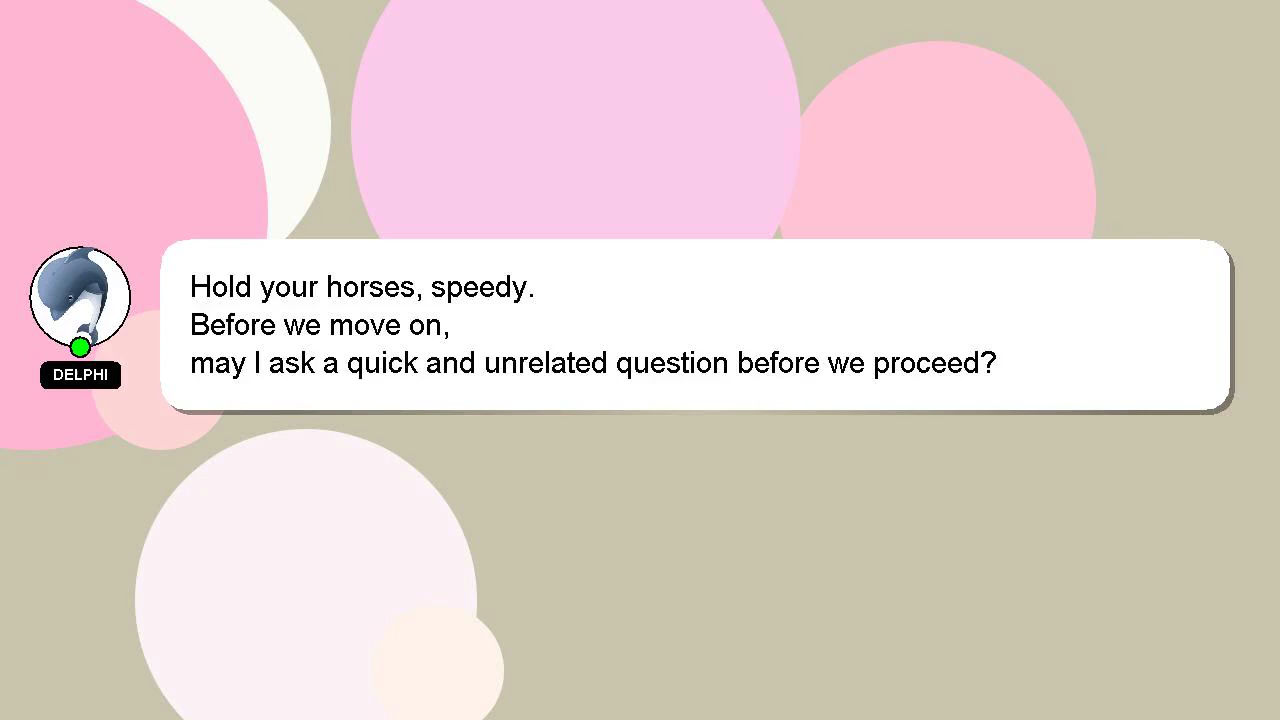 Hold your horses, speedy.
Before we move on,
may I ask a quick and unrelated question before we proceed?
DELPHI